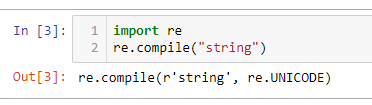 In [3]: 1 import re
2 re.compile("string")
Out[3]: re.compile(r'string', re.UNICODE)